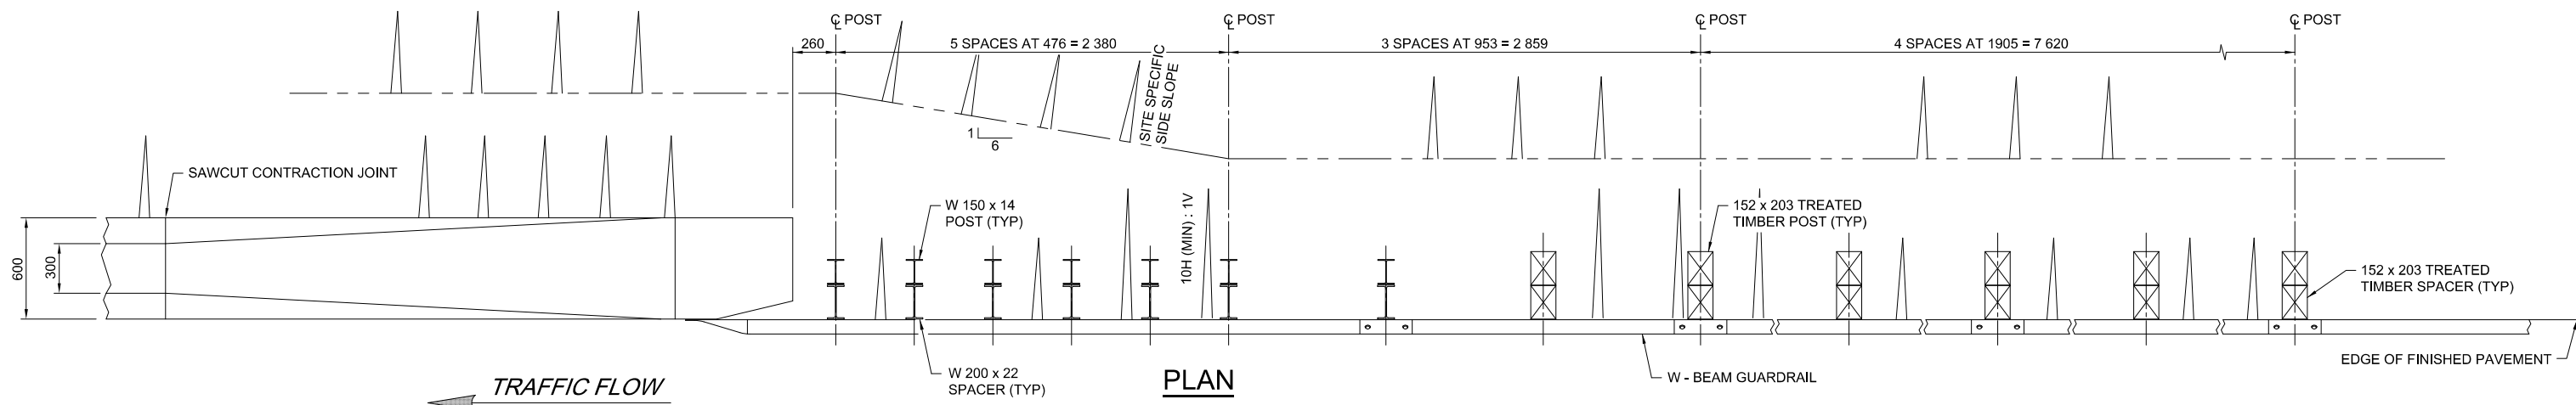 ℄ POST
℄ POST
℄ POST
℄ POST
260
5 SPACES AT 476 = 2 380
3 SPACES AT 953 = 2 859
4 SPACES AT 1905 = 7 620
SITE SPECIFIC
SIDE SLOPE
1
6
SAWCUT CONTRACTION JOINT
600
300
W 150 x 14
POST (TYP)
10H (MIN) : 1V
152 x 203 TREATED
TIMBER POST (TYP)
152 x 203 TREATED
TIMBER SPACER (TYP)
EDGE OF FINISHED PAVEMENT
W 200 x 22
SPACER (TYP)
W - BEAM GUARDRAIL
TRAFFIC FLOW
PLAN